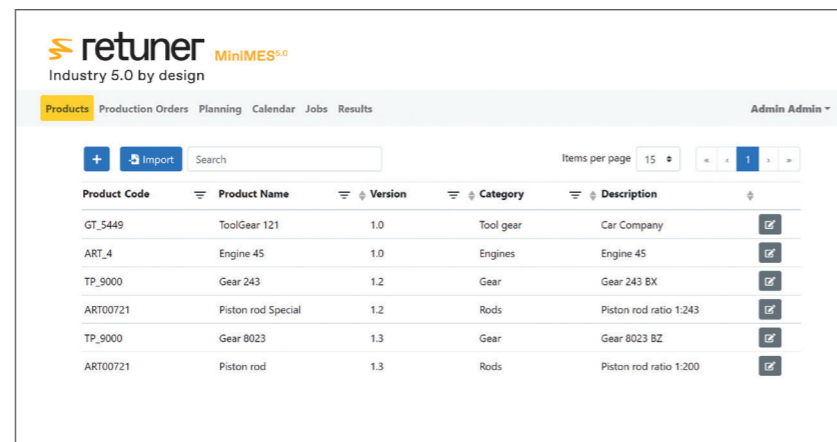 retuner MiniMES5.0
Industry 5.0 by design
Products Production Orders Planning Calendar Jobs Results Admin Admin
+ Import Search Items per page 15 « ‹ 1 › »
Product Code Product Name Version Category Description
GT_5449 ToolGear 121 1.0 Tool gear Car Company
ART_4 Engine 45 1.0 Engines Engine 45
TP_9000 Gear 243 1.2 Gear Gear 243 BX
ART00721 Piston rod Special 1.2 Rods Piston rod ratio 1:243
TP_9000 Gear 8023 1.3 Gear Gear 8023 BZ
ART00721 Piston rod 1.3 Rods Piston rod ratio 1:200